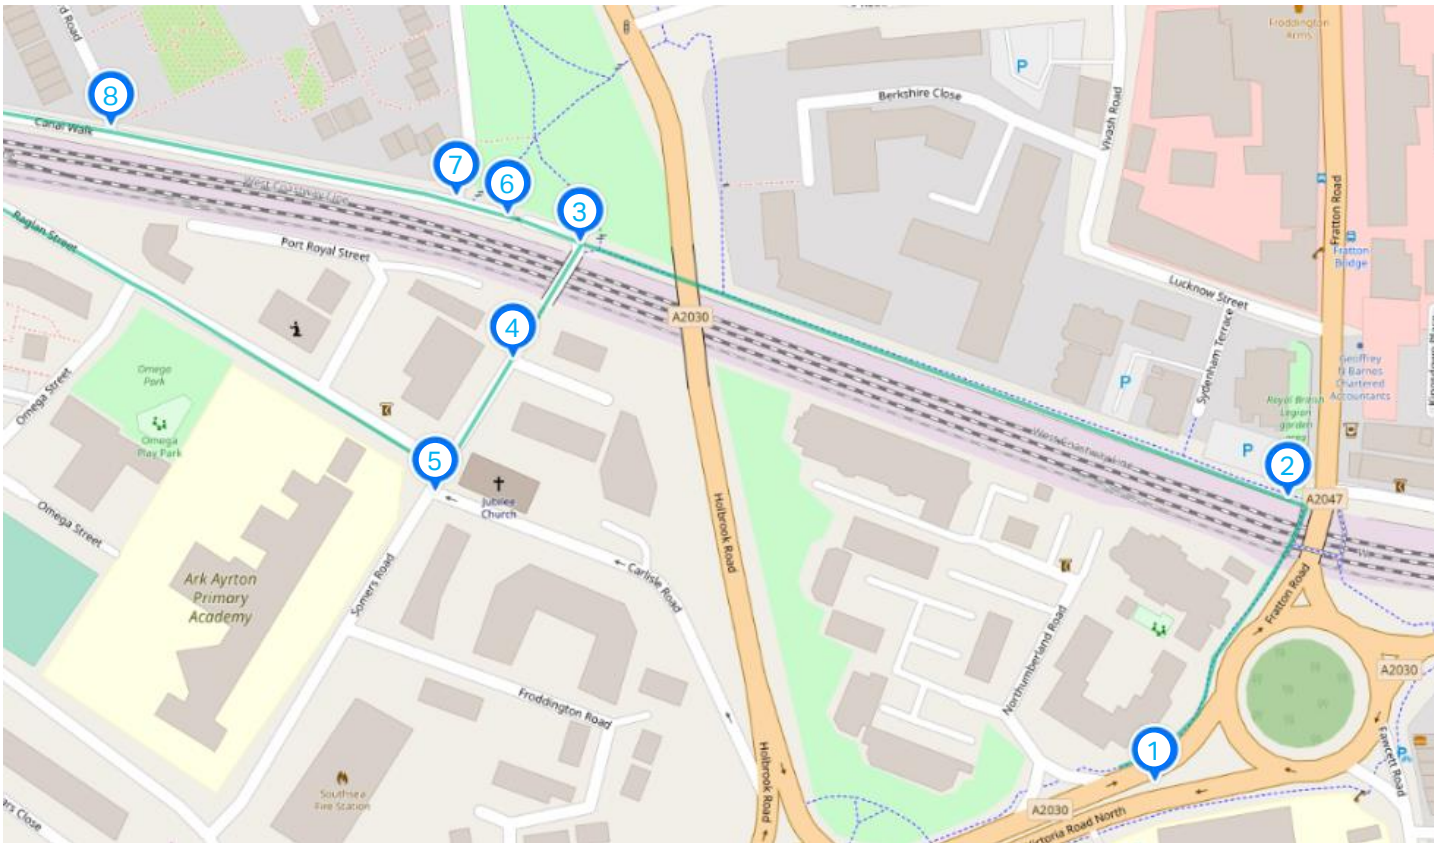 d Road
8
Canal Walk
Raglan Street
7
6
3
Port Royal Street
4
A2030
Berkshire Close
P
Vivash Road
Froddington
Arms
Fratton Road
Fratton
Bridge
Lucknow Street
Sydenham Terrace
P
Geoffrey
N Barnes
Chartered
Accountants
Royal British
Legion
garden
area
P
2
A2047
Omega
Park
Omega Street
Omega
Play Park
5
Jubilee
Church
Omega Street
Ark Ayrton
Primary
Academy
Somers Road
Carlisle Road
Holbrook Road
Northumberland Road
Fratton Road
A2030
Froddington Road
Southsea
Fire Station
Holbrook Road
1
A2030
Victoria Road North
Fawcett Road
ars Close